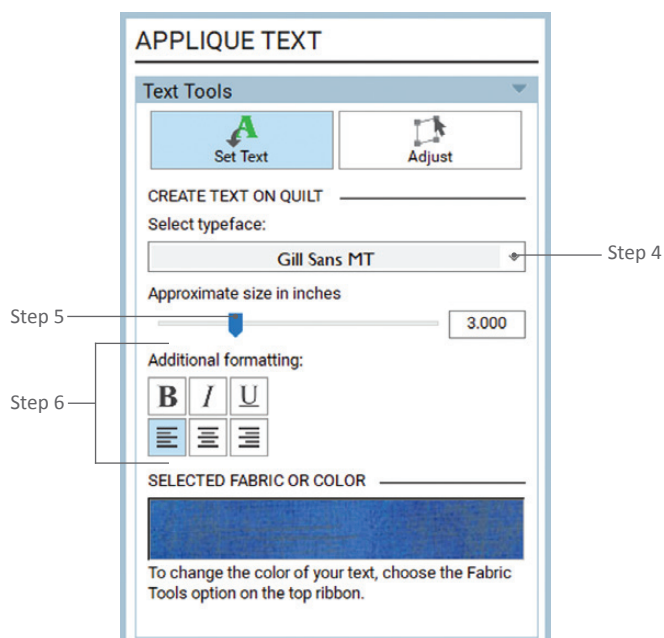 APPLIQUE TEXT
Text Tools
Set Text
Adjust
CREATE TEXT ON QUILT
Select typeface:
Gill Sans MT
Step 4
Approximate size in inches
Step 5
3.000
Additional formatting:
B I U
Step 6
SELECTED FABRIC OR COLOR
To change the color of your text, choose the Fabric
Tools option on the top ribbon.